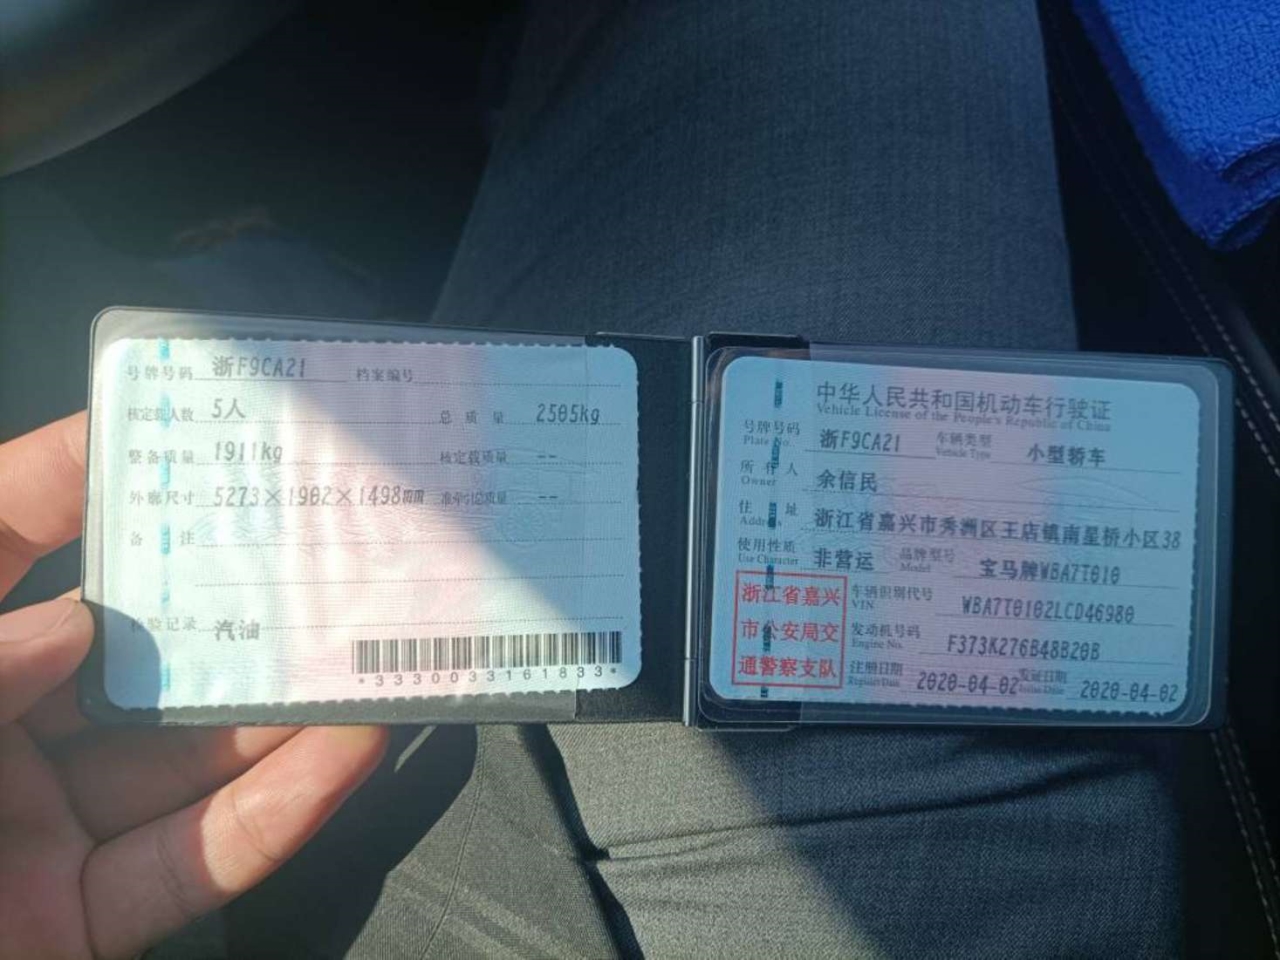 号牌号码 浙F9CA21 档案编号
核定载人数 5人 总质量 2505kg
整备质量 1911kg 核定载质量 --
外廓尺寸 5273×1902×1498mm 准牵引总质量 --
备注
检验记录 汽油
*3330033161833*
中华人民共和国机动车行驶证
Vehicle License of the People's Republic of China
号牌号码 浙F9CA21 车辆类型 小型轿车
Plate No. Vehicle Type
所有人 余信民
Owner
住址 浙江省嘉兴市秀洲区王店镇南星桥小区38
Address
使用性质 非营运 品牌型号 宝马牌WBA7T010
Use Character Model
浙江省嘉兴
市公安局交
通警察支队
车辆识别代号 WBA7T0102LCD46980
VIN
发动机号码 F373K276B48B20B
Engine No.
注册日期 2020-04-02 发证日期 2020-04-02
Register Date Issue Date